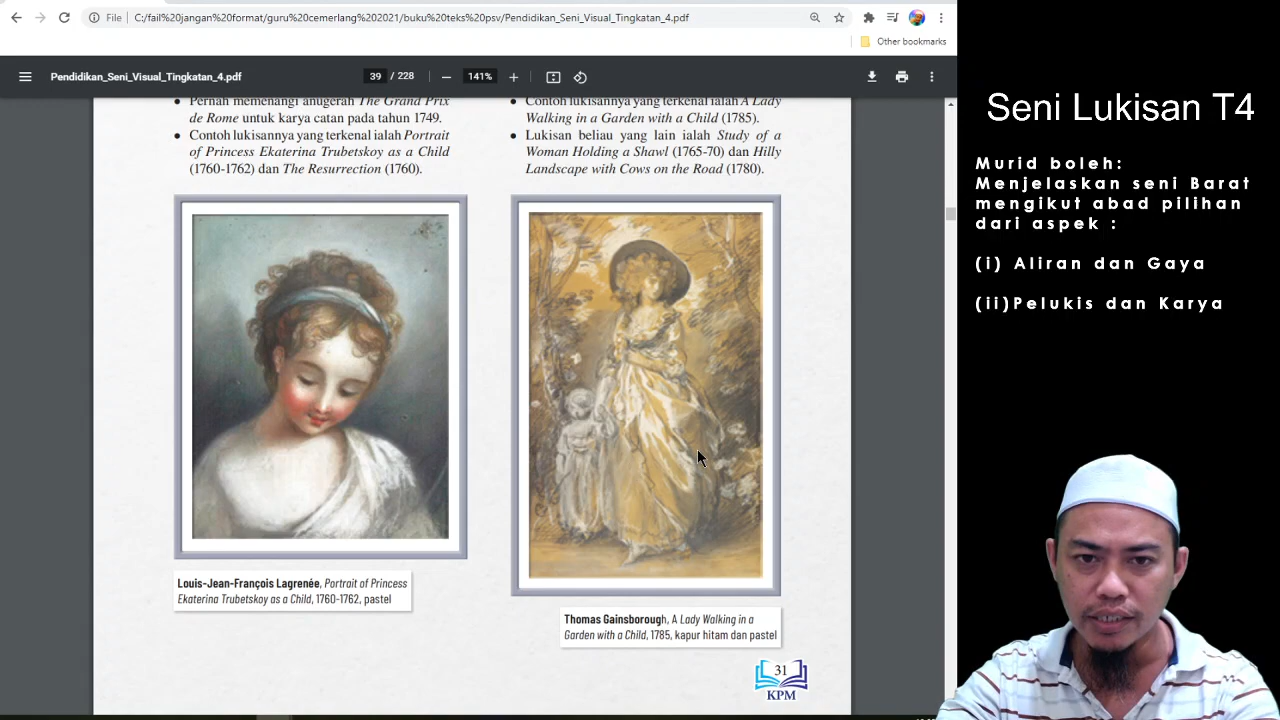 File
C:/fail%20jangan%20format/guru%20cemerlang%202021/buku%20teks%20psv/Pendidikan_Seni_Visual_Tingkatan_4.pdf
Other bookmarks
Pendidikan_Seni_Visual_Tingkatan_4.pdf
39 / 228
141%
• Pernah memenangi anugerah The Grand Prix
de Rome untuk karya catan pada tahun 1749.
• Contoh lukisannya yang terkenal ialah Portrait
of Princess Ekaterina Trubetskoy as a Child
(1760-1762) dan The Resurrection (1760).
• Contoh lukisannya yang terkenal ialah A Lady
Walking in a Garden with a Child (1785).
• Lukisan beliau yang lain ialah Study of a
Woman Holding a Shawl (1765-70) dan Hilly
Landscape with Cows on the Road (1780).
Louis-Jean-François Lagrenée, Portrait of Princess
Ekaterina Trubetskoy as a Child, 1760-1762, pastel
Thomas Gainsborough, A Lady Walking in a
Garden with a Child, 1785, kapur hitam dan pastel
31
KPM
Seni Lukisan T4
Murid boleh:
Menjelaskan seni Barat
mengikut abad pilihan
dari aspek :
(i) Aliran dan Gaya
(ii)Pelukis dan Karya